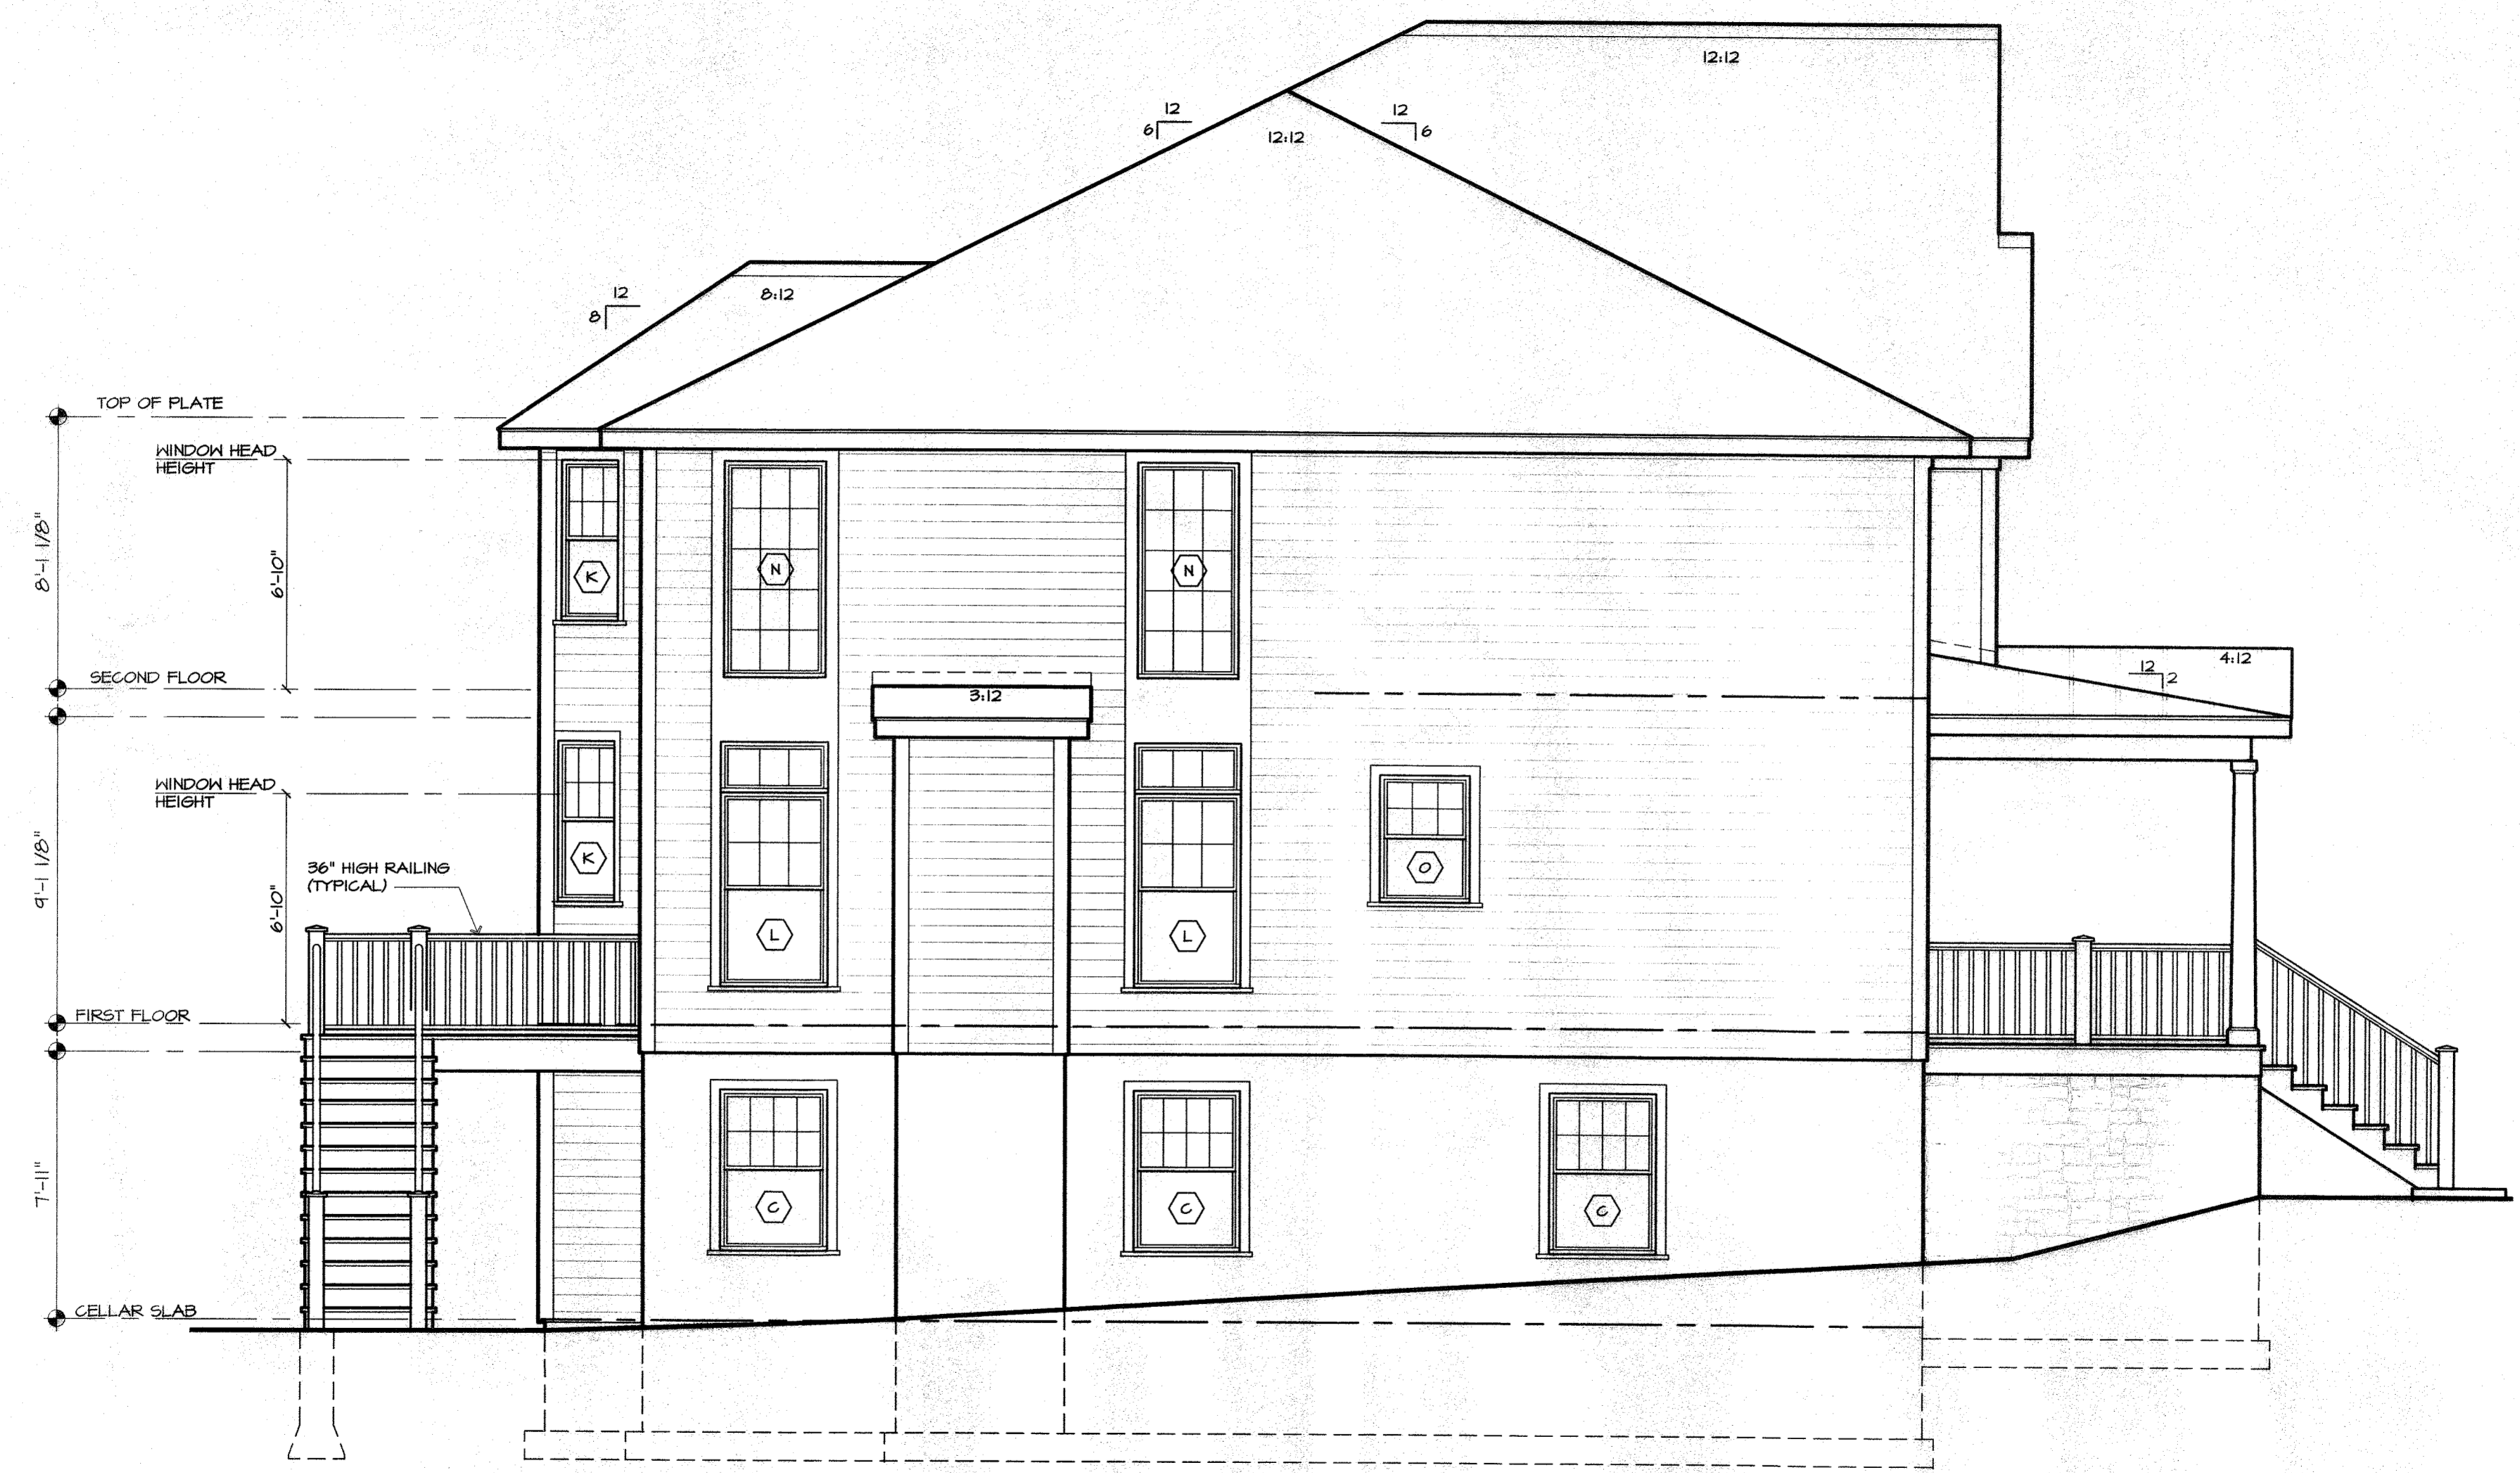 12:12
12
6
12
6
12:12
12
8
8:12
TOP OF PLATE
WINDOW HEAD
HEIGHT
8'-1 1/8"
6'-10"
K
N
N
SECOND FLOOR
3:12
12
2
4:12
WINDOW HEAD
HEIGHT
9'-1 1/8"
6'-10"
36" HIGH RAILING
(TYPICAL)
K
O
L
L
FIRST FLOOR
7'-11"
C
C
C
CELLAR SLAB